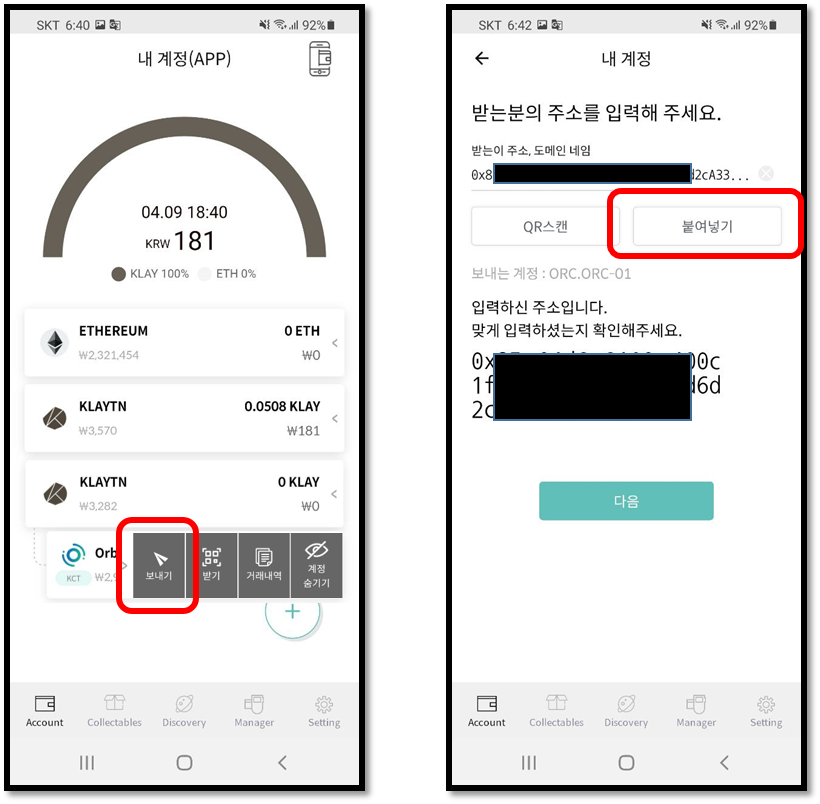 SKT 6:40
92%
내 계정(APP)
04.09 18:40
KRW 181
KLAY 100% ETH 0%
ETHEREUM 0 ETH
₩2,321,454 ₩0
KLAYTN 0.0508 KLAY
₩3,570 ₩181
KLAYTN 0 KLAY
₩3,282 ₩0
Orb
KCT ₩2,9
보내기
받기
거래내역
계정
숨기기
Account Collectables Discovery Manager Setting
SKT 6:42
92%
내 계정
받는분의 주소를 입력해 주세요.
받는이 주소, 도메인 네임
0x8 d2cA33...
QR스캔 붙여넣기
보내는 계정 : ORC.ORC-01
입력하신 주소입니다.
맞게 입력하셨는지 확인해주세요.
0x 00c
1f d6d
2c
다음
Account Collectables Discovery Manager Setting